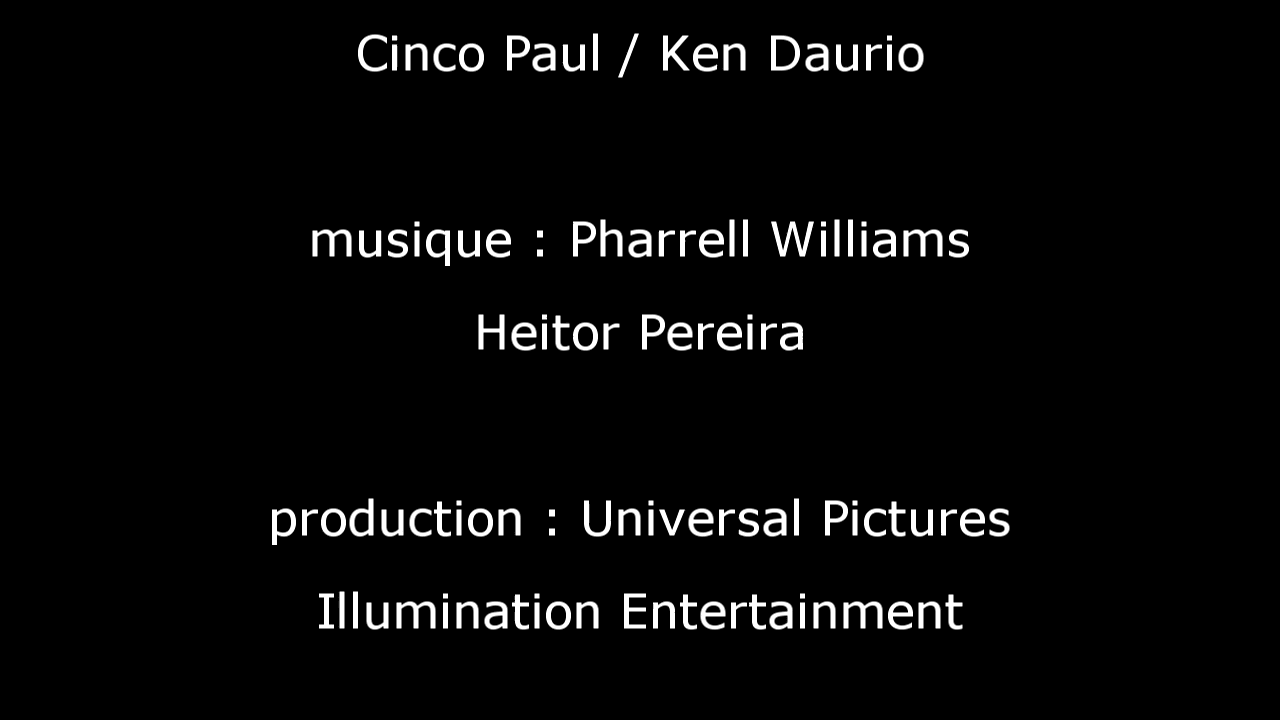 Cinco Paul / Ken Daurio
musique : Pharrell Williams
Heitor Pereira
production : Universal Pictures
Illumination Entertainment